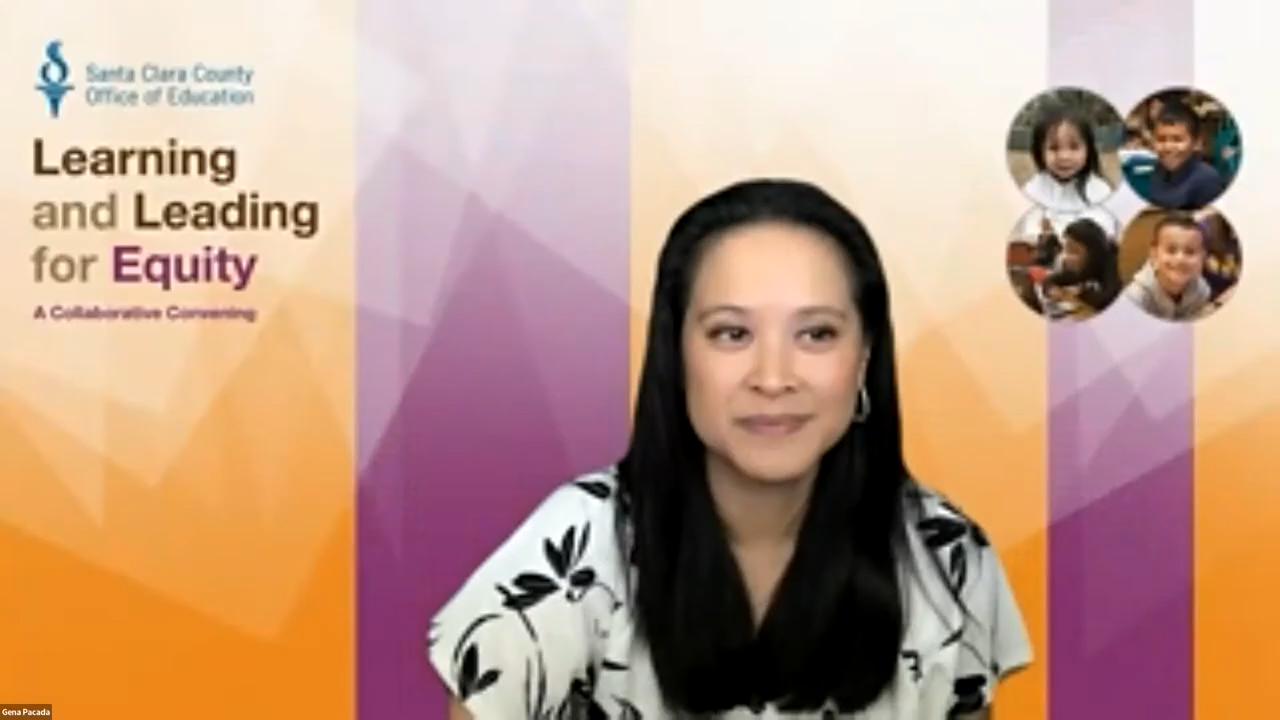 Santa Clara County
Office of Education
Learning
and Leading
for Equity
A Collaborative Convening
Gena Pacada